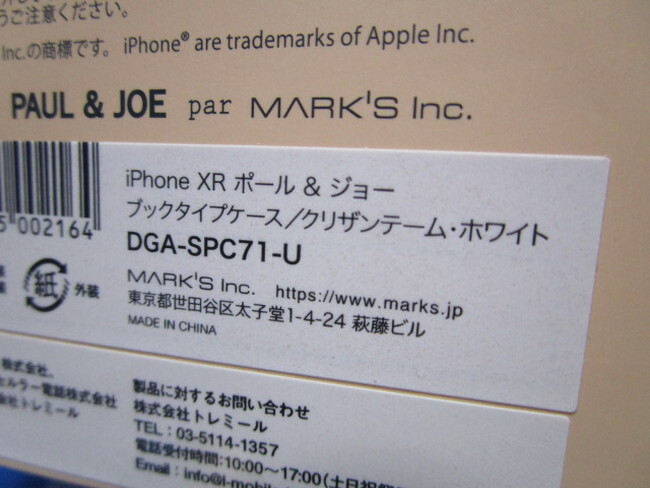 うご注意ください。
Inc.の商標です。 iPhone® are trademarks of Apple Inc.
PAUL & JOE par MARK'S Inc.
5 002164
iPhone XR ポール & ジョー
ブックタイプケース/クリザンテーム・ホワイト
DGA-SPC71-U
MARK'S Inc. https://www.marks.jp
紙 外装
東京都世田谷区太子堂1-4-24 萩藤ビル
MADE IN CHINA
株式会社、
セルラー電話株式会社
会社トレミール
製品に対するお問い合わせ
株式会社トレミール
TEL : 03-5114-1357
電話受付時間:10:00~17:00(土日祝
Email : info@l-mobile